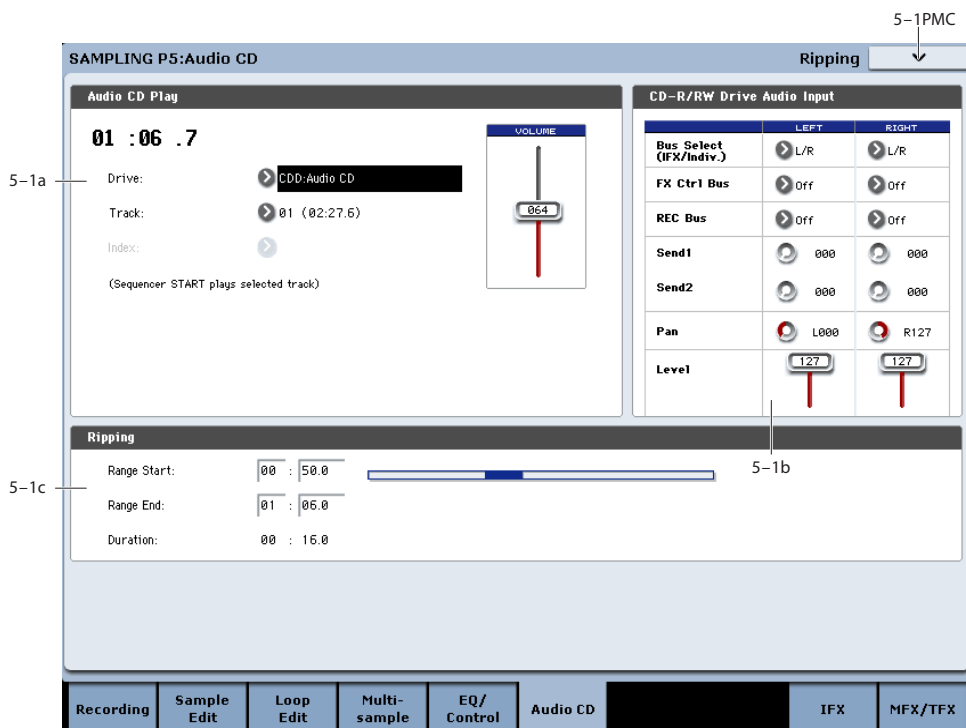 5-1PMC
SAMPLING P5:Audio CD
Ripping
Audio CD Play
01 :06 .7
5-1a
Drive:
CDD:Audio CD
Track:
01 (02:27.6)
Index:
(Sequencer START plays selected track)
VOLUME
064
CD-R/RW Drive Audio Input
LEFT RIGHT
Bus Select
(IFX/Indiv.)
L/R L/R
FX Ctrl Bus Off Off
REC Bus Off Off
Send1 000 000
Send2 000 000
Pan L000 R127
Level 127 127
5-1b
Ripping
5-1c
Range Start: 00 : 50.0
Range End: 01 : 06.0
Duration: 00 : 16.0
Recording
Sample
Edit
Loop
Edit
Multi-
sample
EQ/
Control
Audio CD
IFX
MFX/TFX